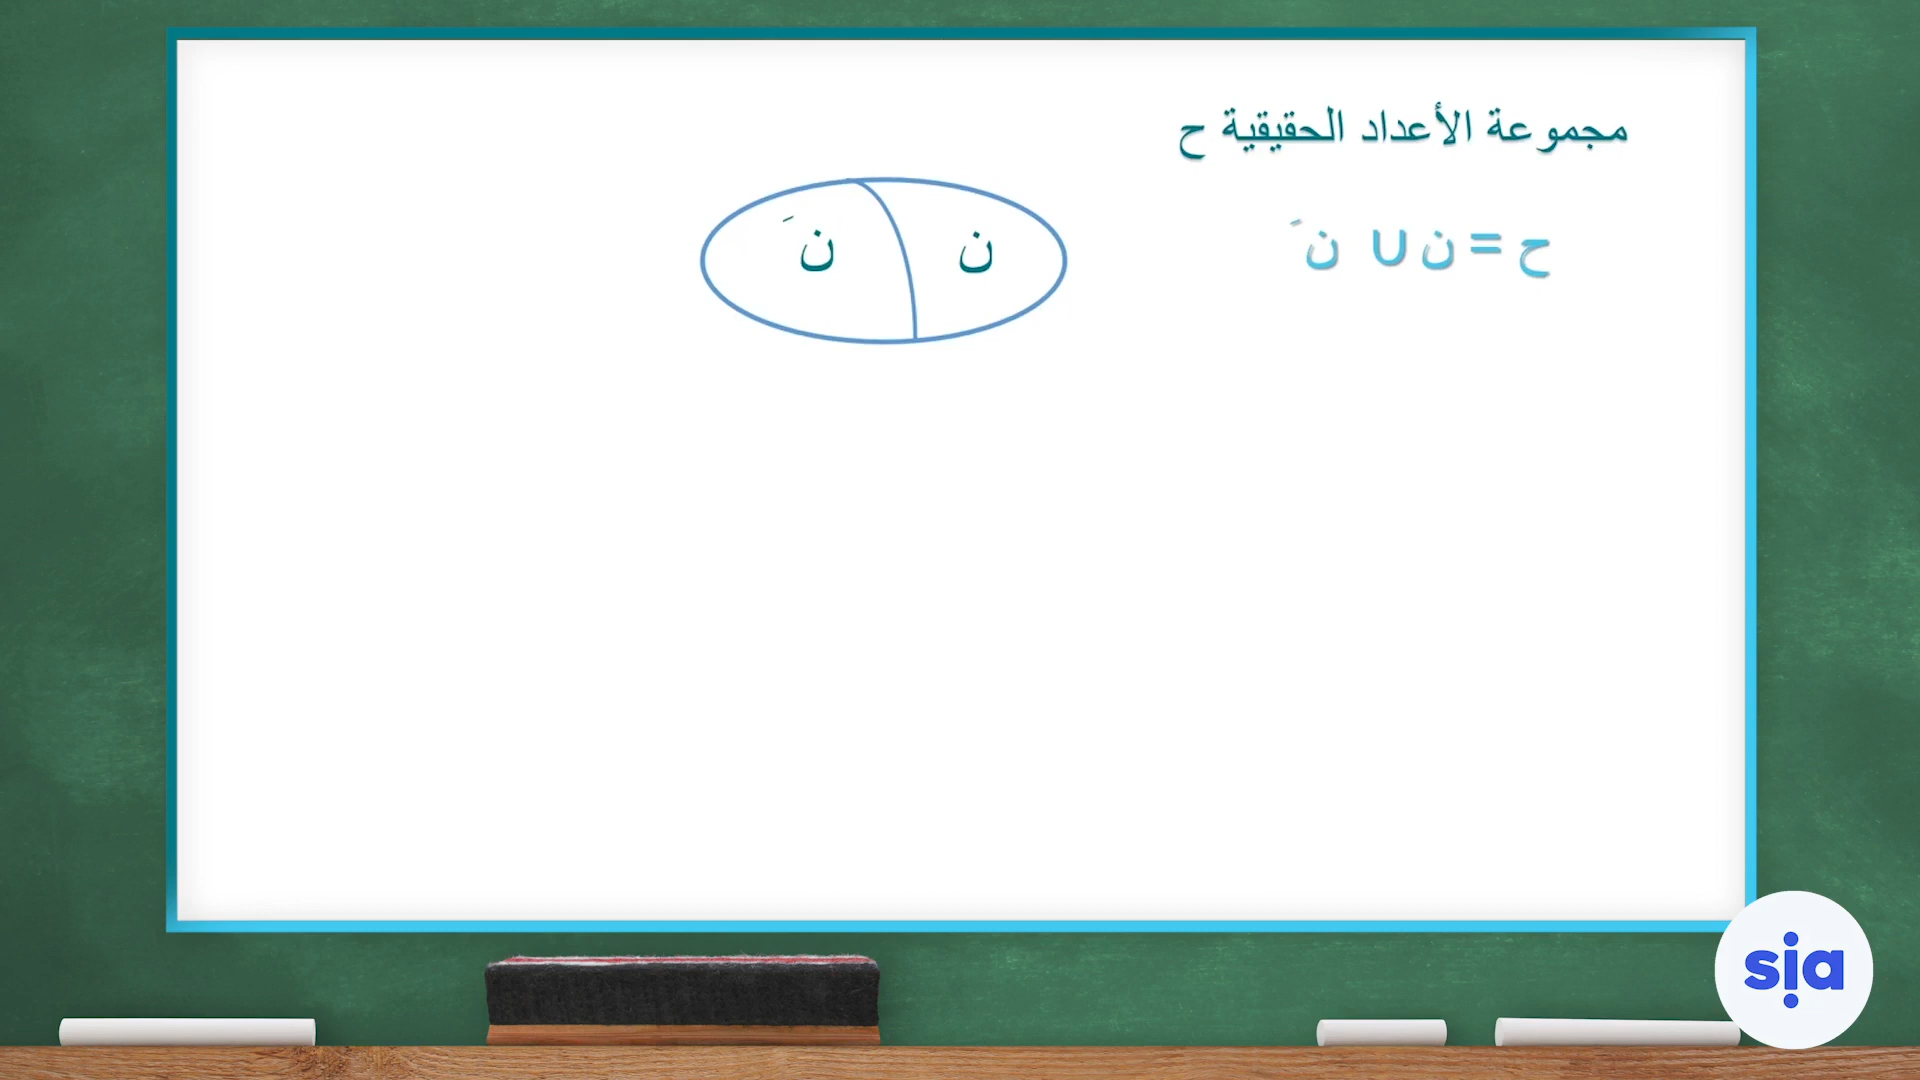 مجموعة الأعداد الحقيقية ح
ح = ن ∪ نَ
نَ
ن
sia